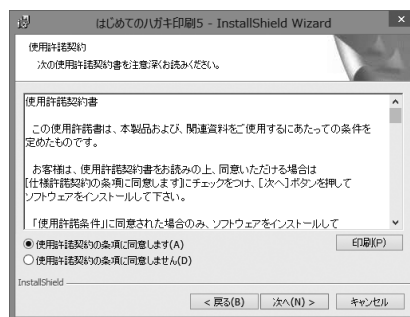 はじめてのハガキ印刷5 - InstallShield Wizard
使用許諾契約
次の使用許諾契約書を注意深くお読みください。
使用許諾契約書
この使用許諾書は、本製品および、関連資料をご使用するにあたっての条件を
定めたものです。
お客様は、使用許諾契約書をお読みの上、同意いただける場合は
[仕様許諾契約の条項に同意します]にチェックをつけ、[次へ]ボタンを押して
ソフトウェアをインストールして下さい。
「使用許諾条件」に同意された場合のみ、ソフトウェアをインストールして
使用許諾契約の条項に同意します(A)
印刷(P)
使用許諾契約の条項に同意しません(D)
InstallShield
< 戻る(B)
次へ(N) >
キャンセル